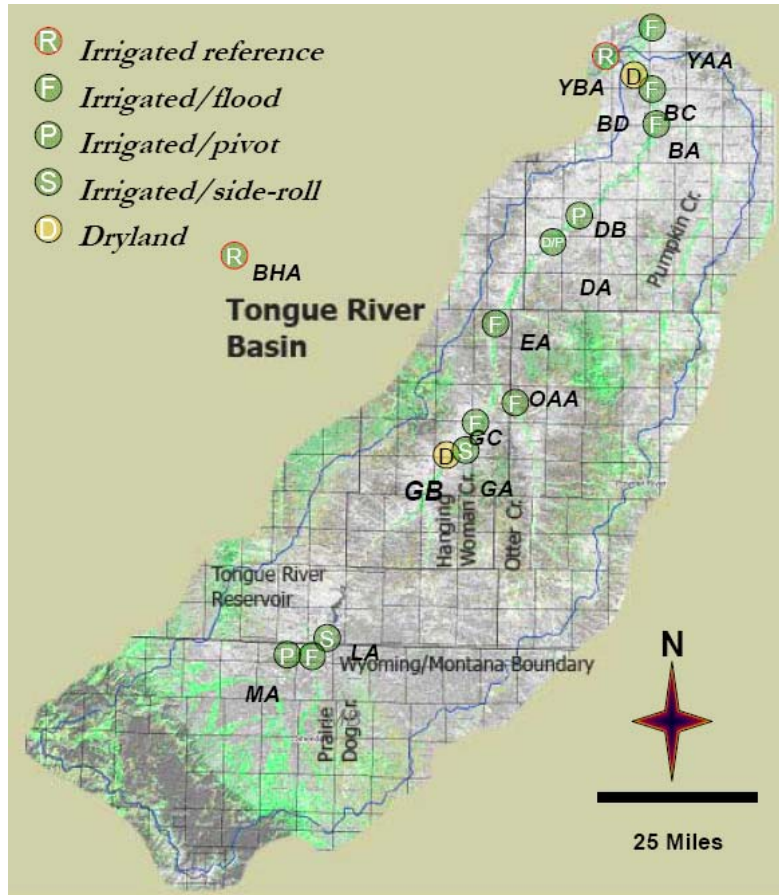 R Irrigated reference
F Irrigated/flood
P Irrigated/pivot
S Irrigated/side-roll
D Dryland
F
R
YAA
D
YBA
F
BC
BD
F
BA
P
DB
D/P
Pumpkin Cr.
R
BHA
DA
Tongue River
Basin
F
EA
F
OAA
F
GC
D
S
GB
GA
Hanging
Woman Cr.
Otter Cr.
Tongue River
Reservoir
S
P
F
LA
Wyoming/Montana Boundary
MA
Prairie
Dog Cr.
N
25 Miles